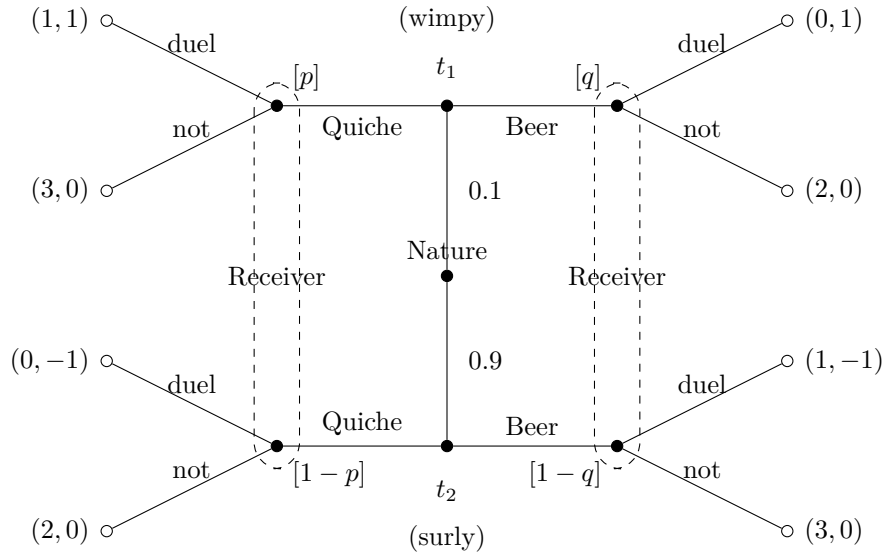 (1, 1) (wimpy) (0, 1)
duel [p] t₁ [q] duel
not Quiche Beer not
(3, 0) 0.1 (2, 0)
Nature
Receiver Receiver
(0, −1) 0.9 (1, −1)
duel Quiche Beer duel
not [1 − p] t₂ [1 − q] not
(2, 0) (surly) (3, 0)